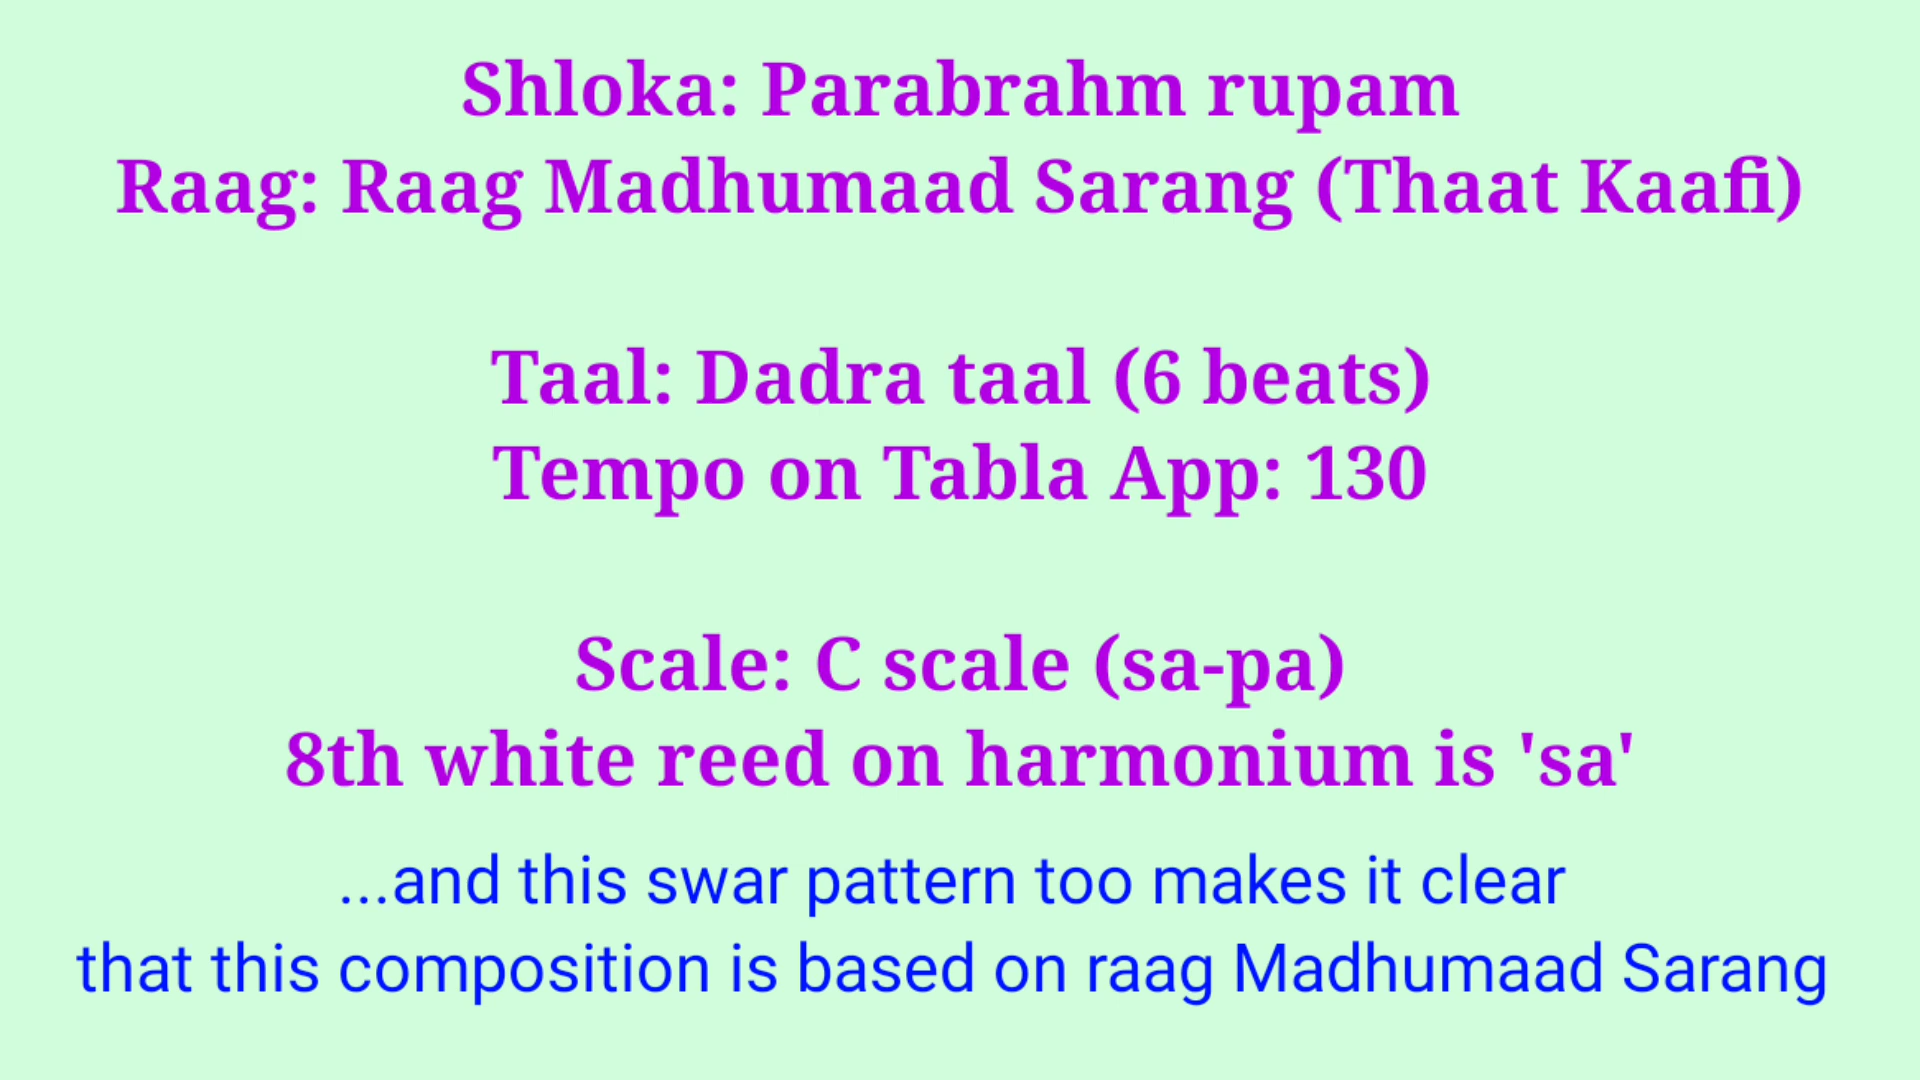 Shloka: Parabrahm rupam
Raag: Raag Madhumaad Sarang (Thaat Kaafi)
Taal: Dadra taal (6 beats)
Tempo on Tabla App: 130
Scale: C scale (sa-pa)
8th white reed on harmonium is 'sa'
...and this swar pattern too makes it clear
that this composition is based on raag Madhumaad Sarang